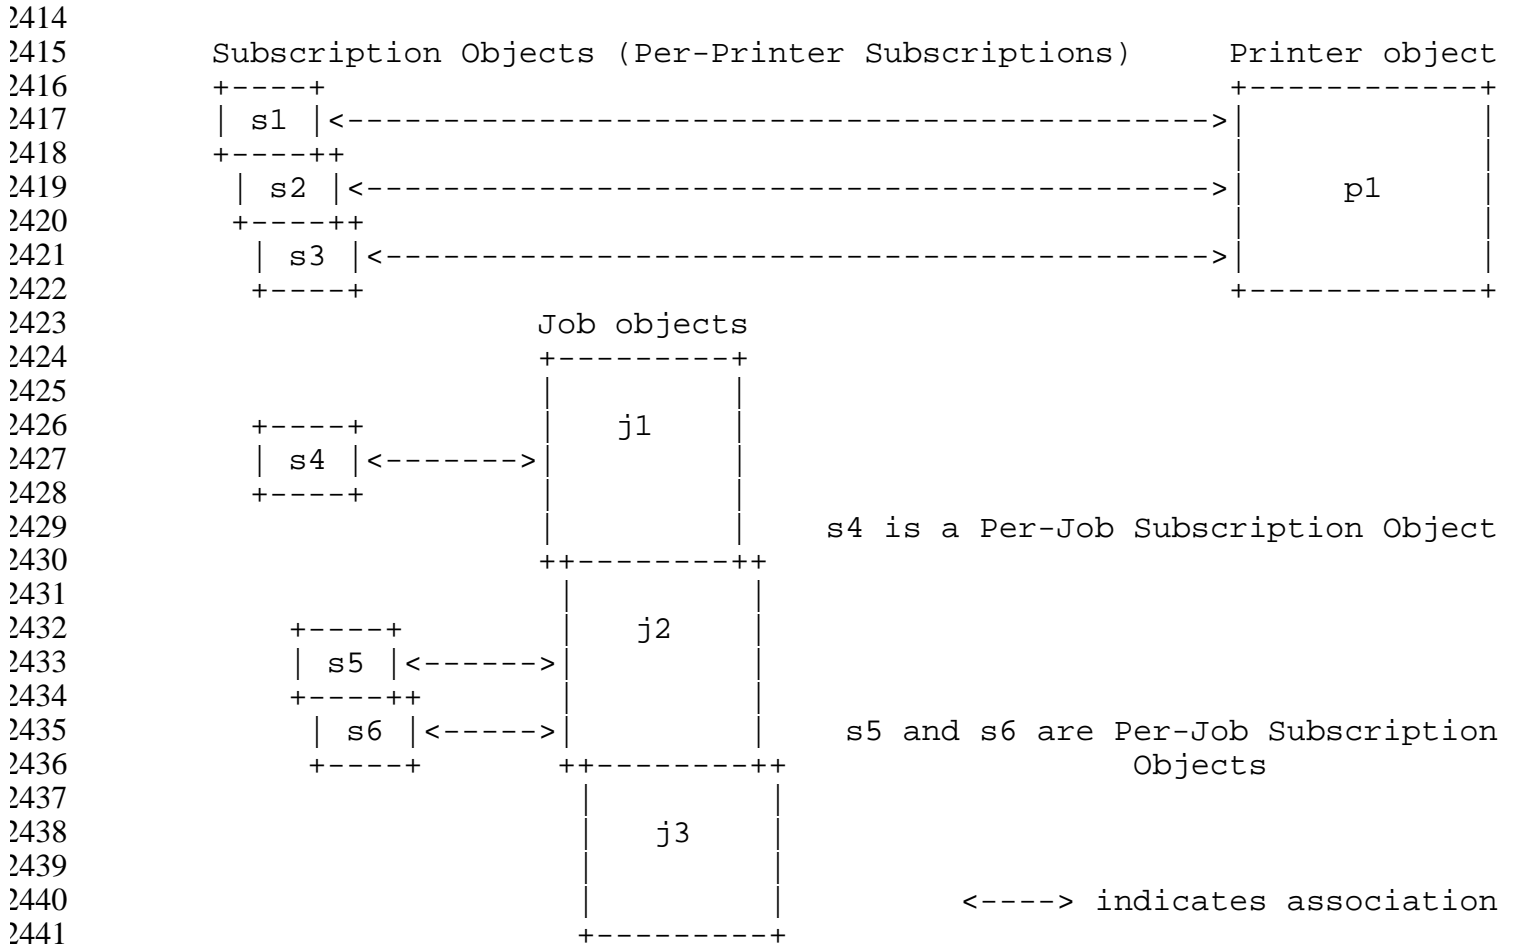 2414
2415 Subscription Objects (Per-Printer Subscriptions) Printer object
2416 +----+ +------------+
2417 | s1 |<--------------------------------------------->| |
2418 +----++ | |
2419 | s2 |<-------------------------------------------->| p1 |
2420 +----++ | |
2421 | s3 |<------------------------------------------->| |
2422 +----+ +------------+
2423 Job objects
2424 +---------+
2425 | |
2426 +----+ | j1 |
2427 | s4 |<------->| |
2428 +----+ | |
2429 | | s4 is a Per-Job Subscription Object
2430 ++--------++
2431 | |
2432 +----+ | j2 |
2433 | s5 |<------>| |
2434 +----++ | |
2435 | s6 |<----->| | s5 and s6 are Per-Job Subscription
2436 +----+ ++--------++ Objects
2437 | |
2438 | j3 |
2439 | |
2440 | | <----> indicates association
2441 +---------+